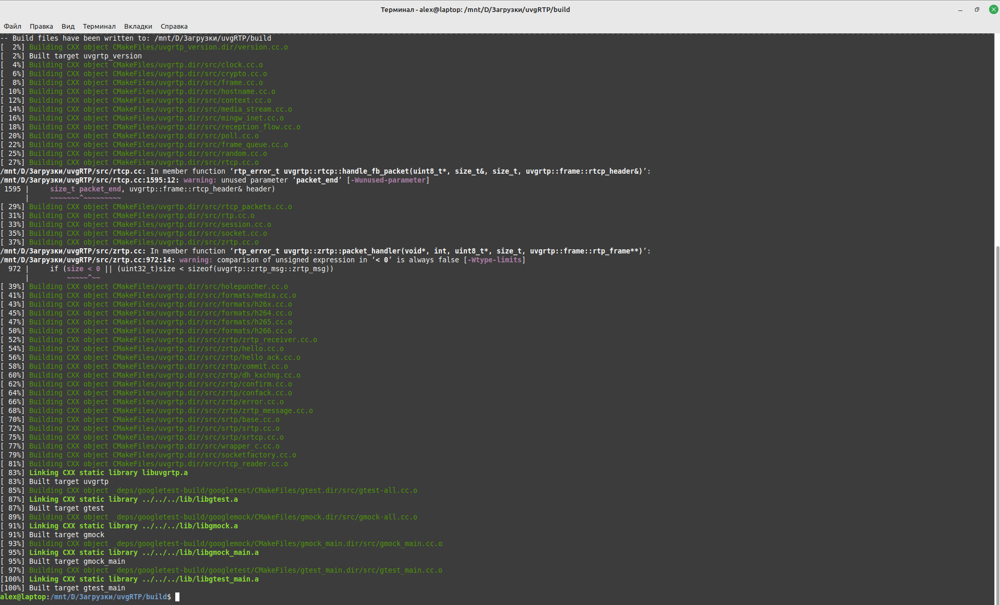 Терминал - alex@laptop: /mnt/D/Загрузки/uvgRTP/build
Файл Правка Вид Терминал Вкладки Справка
-- Build files have been written to: /mnt/D/Загрузки/uvgRTP/build
[  2%] Building CXX object CMakeFiles/uvgrtp_version.dir/version.cc.o
[  2%] Built target uvgrtp_version
[  4%] Building CXX object CMakeFiles/uvgrtp.dir/src/clock.cc.o
[  6%] Building CXX object CMakeFiles/uvgrtp.dir/src/crypto.cc.o
[  8%] Building CXX object CMakeFiles/uvgrtp.dir/src/frame.cc.o
[ 10%] Building CXX object CMakeFiles/uvgrtp.dir/src/hostname.cc.o
[ 12%] Building CXX object CMakeFiles/uvgrtp.dir/src/context.cc.o
[ 14%] Building CXX object CMakeFiles/uvgrtp.dir/src/media_stream.cc.o
[ 16%] Building CXX object CMakeFiles/uvgrtp.dir/src/mingw_inet.cc.o
[ 18%] Building CXX object CMakeFiles/uvgrtp.dir/src/reception_flow.cc.o
[ 20%] Building CXX object CMakeFiles/uvgrtp.dir/src/poll.cc.o
[ 22%] Building CXX object CMakeFiles/uvgrtp.dir/src/frame_queue.cc.o
[ 25%] Building CXX object CMakeFiles/uvgrtp.dir/src/random.cc.o
[ 27%] Building CXX object CMakeFiles/uvgrtp.dir/src/rtcp.cc.o
/mnt/D/Загрузки/uvgRTP/src/rtcp.cc: In member function ‘rtp_error_t uvgrtp::rtcp::handle_fb_packet(uint8_t*, size_t&, size_t, uvgrtp::frame::rtcp_header&)’:
/mnt/D/Загрузки/uvgRTP/src/rtcp.cc:1595:12: warning: unused parameter ‘packet_end’ [-Wunused-parameter]
 1595 |     size_t packet_end, uvgrtp::frame::rtcp_header& header)
      |     ~~~~~~~^~~~~~~~~~
[ 29%] Building CXX object CMakeFiles/uvgrtp.dir/src/rtcp_packets.cc.o
[ 31%] Building CXX object CMakeFiles/uvgrtp.dir/src/rtp.cc.o
[ 33%] Building CXX object CMakeFiles/uvgrtp.dir/src/session.cc.o
[ 35%] Building CXX object CMakeFiles/uvgrtp.dir/src/socket.cc.o
[ 37%] Building CXX object CMakeFiles/uvgrtp.dir/src/zrtp.cc.o
/mnt/D/Загрузки/uvgRTP/src/zrtp.cc: In member function ‘rtp_error_t uvgrtp::zrtp::packet_handler(void*, int, uint8_t*, size_t, uvgrtp::frame::rtp_frame**)’:
/mnt/D/Загрузки/uvgRTP/src/zrtp.cc:972:14: warning: comparison of unsigned expression in ‘< 0’ is always false [-Wtype-limits]
  972 |     if (size < 0 || (uint32_t)size < sizeof(uvgrtp::zrtp_msg::zrtp_msg))
      |         ~~~~~^~~
[ 39%] Building CXX object CMakeFiles/uvgrtp.dir/src/holepuncher.cc.o
[ 41%] Building CXX object CMakeFiles/uvgrtp.dir/src/formats/media.cc.o
[ 43%] Building CXX object CMakeFiles/uvgrtp.dir/src/formats/h26x.cc.o
[ 45%] Building CXX object CMakeFiles/uvgrtp.dir/src/formats/h264.cc.o
[ 47%] Building CXX object CMakeFiles/uvgrtp.dir/src/formats/h265.cc.o
[ 50%] Building CXX object CMakeFiles/uvgrtp.dir/src/formats/h266.cc.o
[ 52%] Building CXX object CMakeFiles/uvgrtp.dir/src/zrtp/zrtp_receiver.cc.o
[ 54%] Building CXX object CMakeFiles/uvgrtp.dir/src/zrtp/hello.cc.o
[ 56%] Building CXX object CMakeFiles/uvgrtp.dir/src/zrtp/hello_ack.cc.o
[ 58%] Building CXX object CMakeFiles/uvgrtp.dir/src/zrtp/commit.cc.o
[ 60%] Building CXX object CMakeFiles/uvgrtp.dir/src/zrtp/dh_kxchng.cc.o
[ 62%] Building CXX object CMakeFiles/uvgrtp.dir/src/zrtp/confirm.cc.o
[ 64%] Building CXX object CMakeFiles/uvgrtp.dir/src/zrtp/confack.cc.o
[ 66%] Building CXX object CMakeFiles/uvgrtp.dir/src/zrtp/error.cc.o
[ 68%] Building CXX object CMakeFiles/uvgrtp.dir/src/zrtp/zrtp_message.cc.o
[ 70%] Building CXX object CMakeFiles/uvgrtp.dir/src/srtp/base.cc.o
[ 72%] Building CXX object CMakeFiles/uvgrtp.dir/src/srtp/srtp.cc.o
[ 75%] Building CXX object CMakeFiles/uvgrtp.dir/src/srtp/srtcp.cc.o
[ 77%] Building CXX object CMakeFiles/uvgrtp.dir/src/wrapper_c.cc.o
[ 79%] Building CXX object CMakeFiles/uvgrtp.dir/src/socketfactory.cc.o
[ 81%] Building CXX object CMakeFiles/uvgrtp.dir/src/rtcp_reader.cc.o
[ 83%] Linking CXX static library libuvgrtp.a
[ 83%] Built target uvgrtp
[ 85%] Building CXX object _deps/googletest-build/googletest/CMakeFiles/gtest.dir/src/gtest-all.cc.o
[ 87%] Linking CXX static library ../../../lib/libgtest.a
[ 87%] Built target gtest
[ 89%] Building CXX object _deps/googletest-build/googlemock/CMakeFiles/gmock.dir/src/gmock-all.cc.o
[ 91%] Linking CXX static library ../../../lib/libgmock.a
[ 91%] Built target gmock
[ 93%] Building CXX object _deps/googletest-build/googlemock/CMakeFiles/gmock_main.dir/src/gmock_main.cc.o
[ 95%] Linking CXX static library ../../../lib/libgmock_main.a
[ 95%] Built target gmock_main
[ 97%] Building CXX object _deps/googletest-build/googletest/CMakeFiles/gtest_main.dir/src/gtest_main.cc.o
[100%] Linking CXX static library ../../../lib/libgtest_main.a
[100%] Built target gtest_main
alex@laptop:/mnt/D/Загрузки/uvgRTP/build$